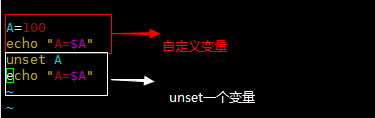 A=100
echo "A=$A"
自定义变量
unset A
echo "A=$A"
unset一个变量
~
~